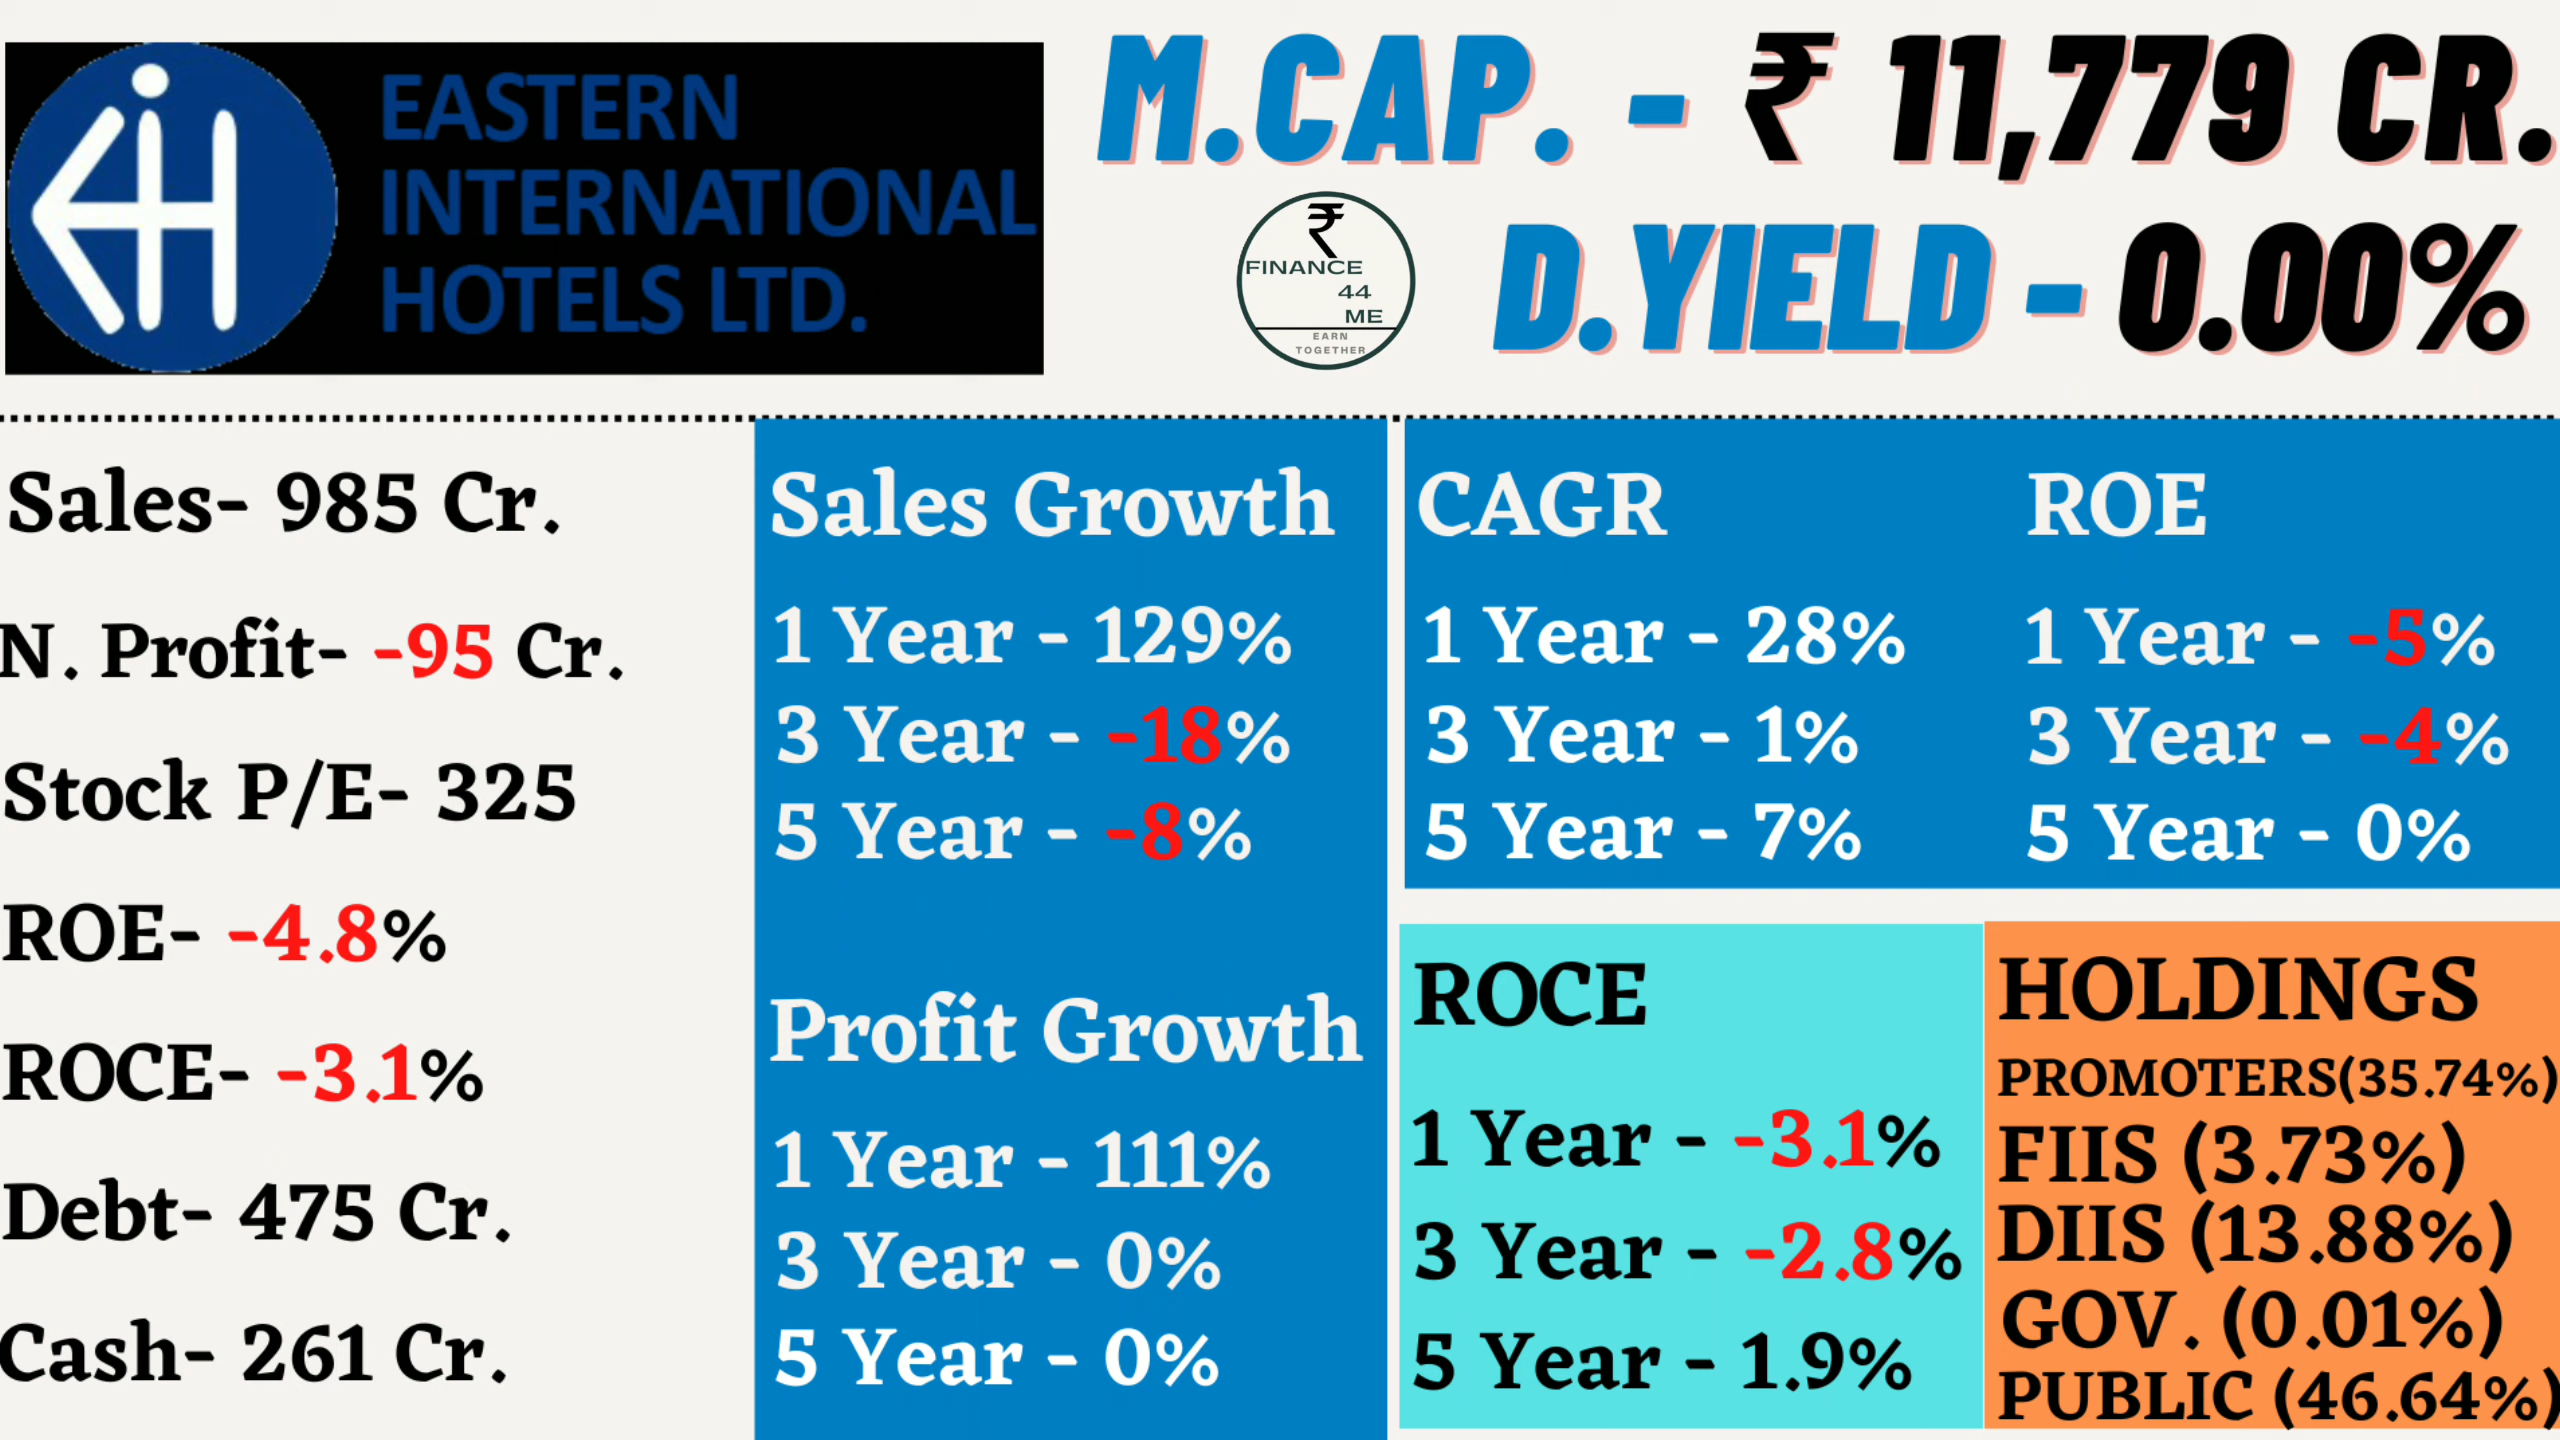 EIH
EASTERN
INTERNATIONAL
HOTELS LTD.
M.CAP. - ₹ 11,779 CR.
₹
FINANCE
44
ME
EARN
TOGETHER
D.YIELD - 0.00%
Sales- 985 Cr.
N. Profit- -95 Cr.
Stock P/E- 325
ROE- -4.8%
ROCE- -3.1%
Debt- 475 Cr.
Cash- 261 Cr.
Sales Growth
1 Year - 129%
3 Year - -18%
5 Year - -8%
Profit Growth
1 Year - 111%
3 Year - 0%
5 Year - 0%
CAGR
1 Year - 28%
3 Year - 1%
5 Year - 7%
ROE
1 Year - -5%
3 Year - -4%
5 Year - 0%
ROCE
1 Year - -3.1%
3 Year - -2.8%
5 Year - 1.9%
HOLDINGS
PROMOTERS(35.74%)
FIIS (3.73%)
DIIS (13.88%)
GOV. (0.01%)
PUBLIC (46.64%)